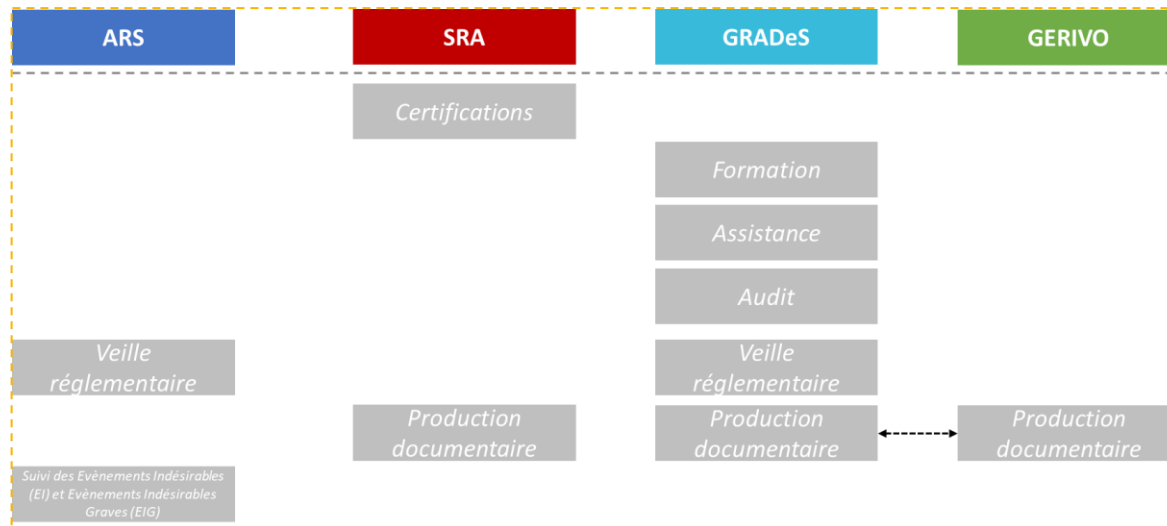 ARS
SRA
GRADeS
GERIVO
Certifications
Formation
Assistance
Audit
Veille
réglementaire
Veille
réglementaire
Production
documentaire
Production
documentaire
Production
documentaire
Suivi des Evènements Indésirables
(EI) et Evènements Indésirables
Graves (EIG)